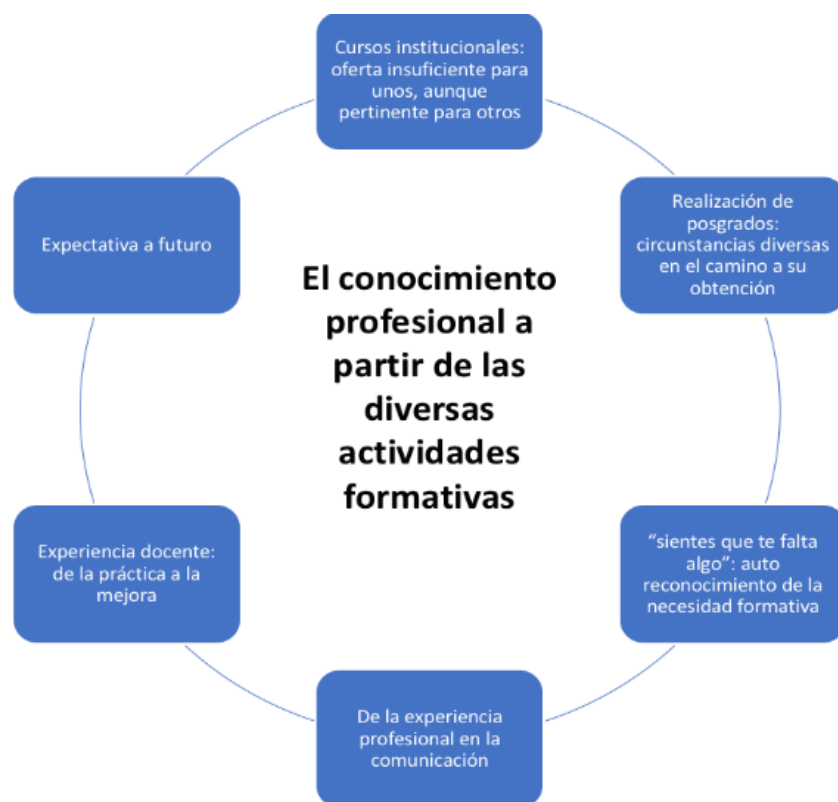 Cursos institucionales:
oferta insuficiente para
unos, aunque
pertinente para otros
Realización de
posgrados:
circunstancias diversas
en el camino a su
obtención
“sientes que te falta
algo”: auto
reconocimiento de la
necesidad formativa
De la experiencia
profesional en la
comunicación
Experiencia docente:
de la práctica a la
mejora
Expectativa a futuro
El conocimiento
profesional a
partir de las
diversas
actividades
formativas